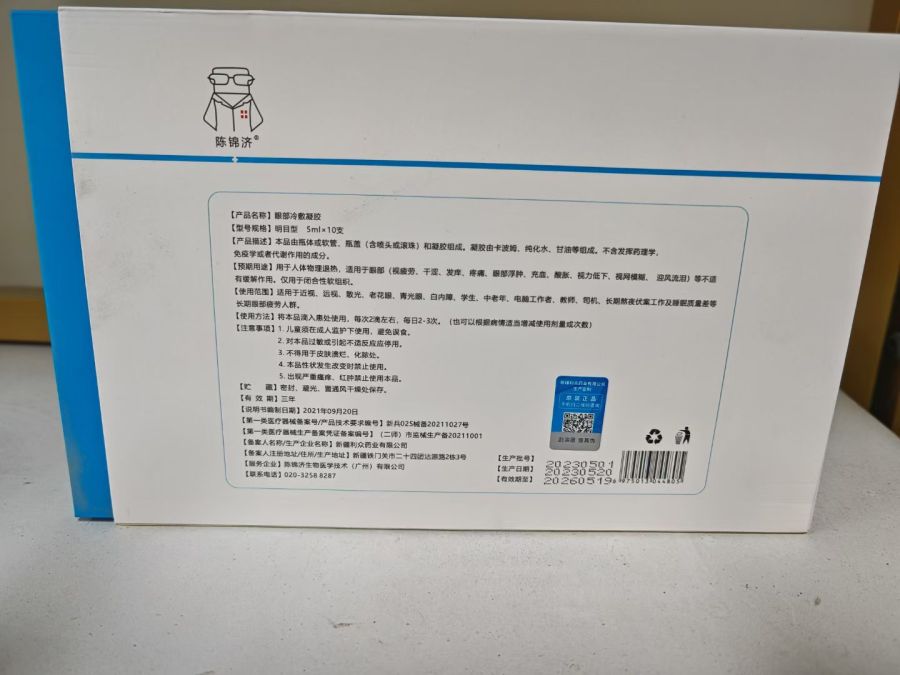 陈锦济®
【产品名称】眼部冷敷凝胶
【型号规格】明目型 5ml×10支
【产品描述】本品由瓶体或软管、瓶盖（含喷头或滚珠）和凝胶组成。凝胶由卡波姆、纯化水、甘油等组成。不含发挥药理学，
免疫学或者代谢作用的成分。
【预期用途】用于人体物理退热，适用于眼部（视疲劳、干涩、发痒、疼痛、眼部浮肿、充血、酸胀、视力低下、视网模糊、迎风流泪）等不适
有缓解作用。仅用于闭合性软组织。
【使用范围】适用于近视、远视、散光、老花眼、青光眼、白内障、学生、中老年、电脑工作者、教师、司机、长期熬夜伏案工作及睡眠质量差等
长期眼部疲劳人群。
【使用方法】将本品滴入患处使用，每次2滴左右，每日2-3次。（也可以根据病情适当增减使用剂量或次数）
【注意事项】1. 儿童须在成人监护下使用，避免误食。
2. 对本品过敏或引起不适反应应停用。
3. 不得用于皮肤溃烂、化脓处。
4. 本品性状发生改变时禁止使用。
5. 出现严重瘙痒、红肿禁止使用本品。
【贮 藏】密封、避光、置通风干燥处保存。
【有 效 期】三年
【说明书编制日期】2021年09月20日
【第一类医疗器械备案号/产品技术要求编号】新兵025械备20211027号
【第一类医疗器械生产备案凭证备案编号】（二师）市监械生产备20211001
【备案人名称/生产企业名称】新疆利众药业有限公司
【备案人注册地址/住所/生产地址】新疆铁门关市二十四团达源路2栋3号
【服务企业】陈锦济生物医学技术（广州）有限公司
【联系电话】020-3258 8287
新疆利众药业有限公司
原装正品
【生产批号】20230501
【生产日期】20230520
【有效期至】20260519
6975013044805